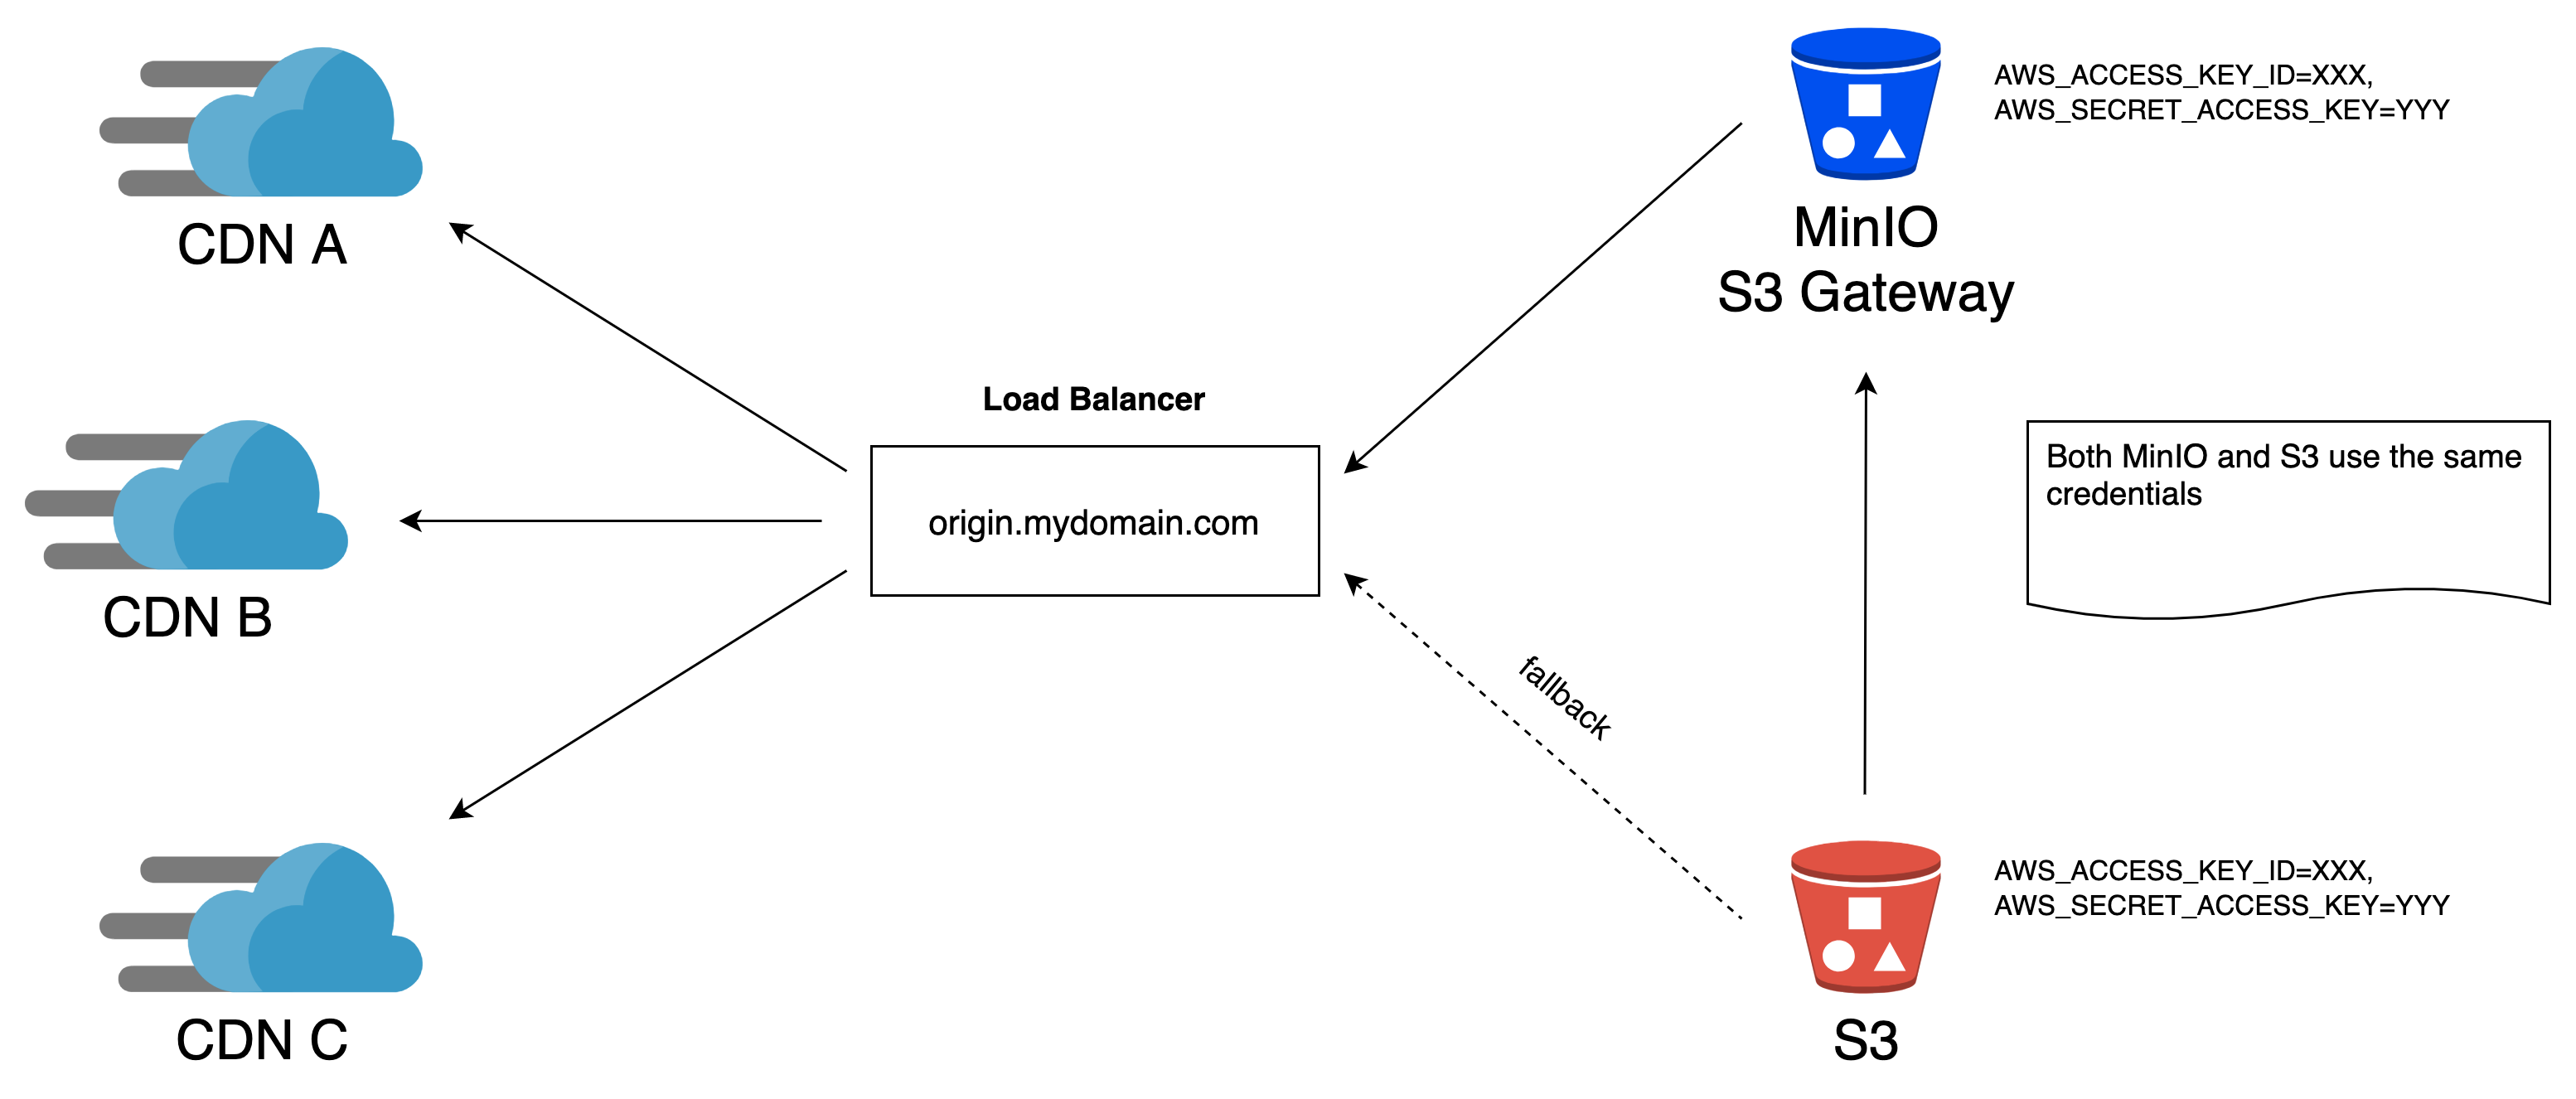 CDN A
CDN B
CDN C
Load Balancer
origin.mydomain.com
fallback
MinIO
S3 Gateway
AWS_ACCESS_KEY_ID=XXX,
AWS_SECRET_ACCESS_KEY=YYY
Both MinIO and S3 use the same
credentials
AWS_ACCESS_KEY_ID=XXX,
AWS_SECRET_ACCESS_KEY=YYY
S3